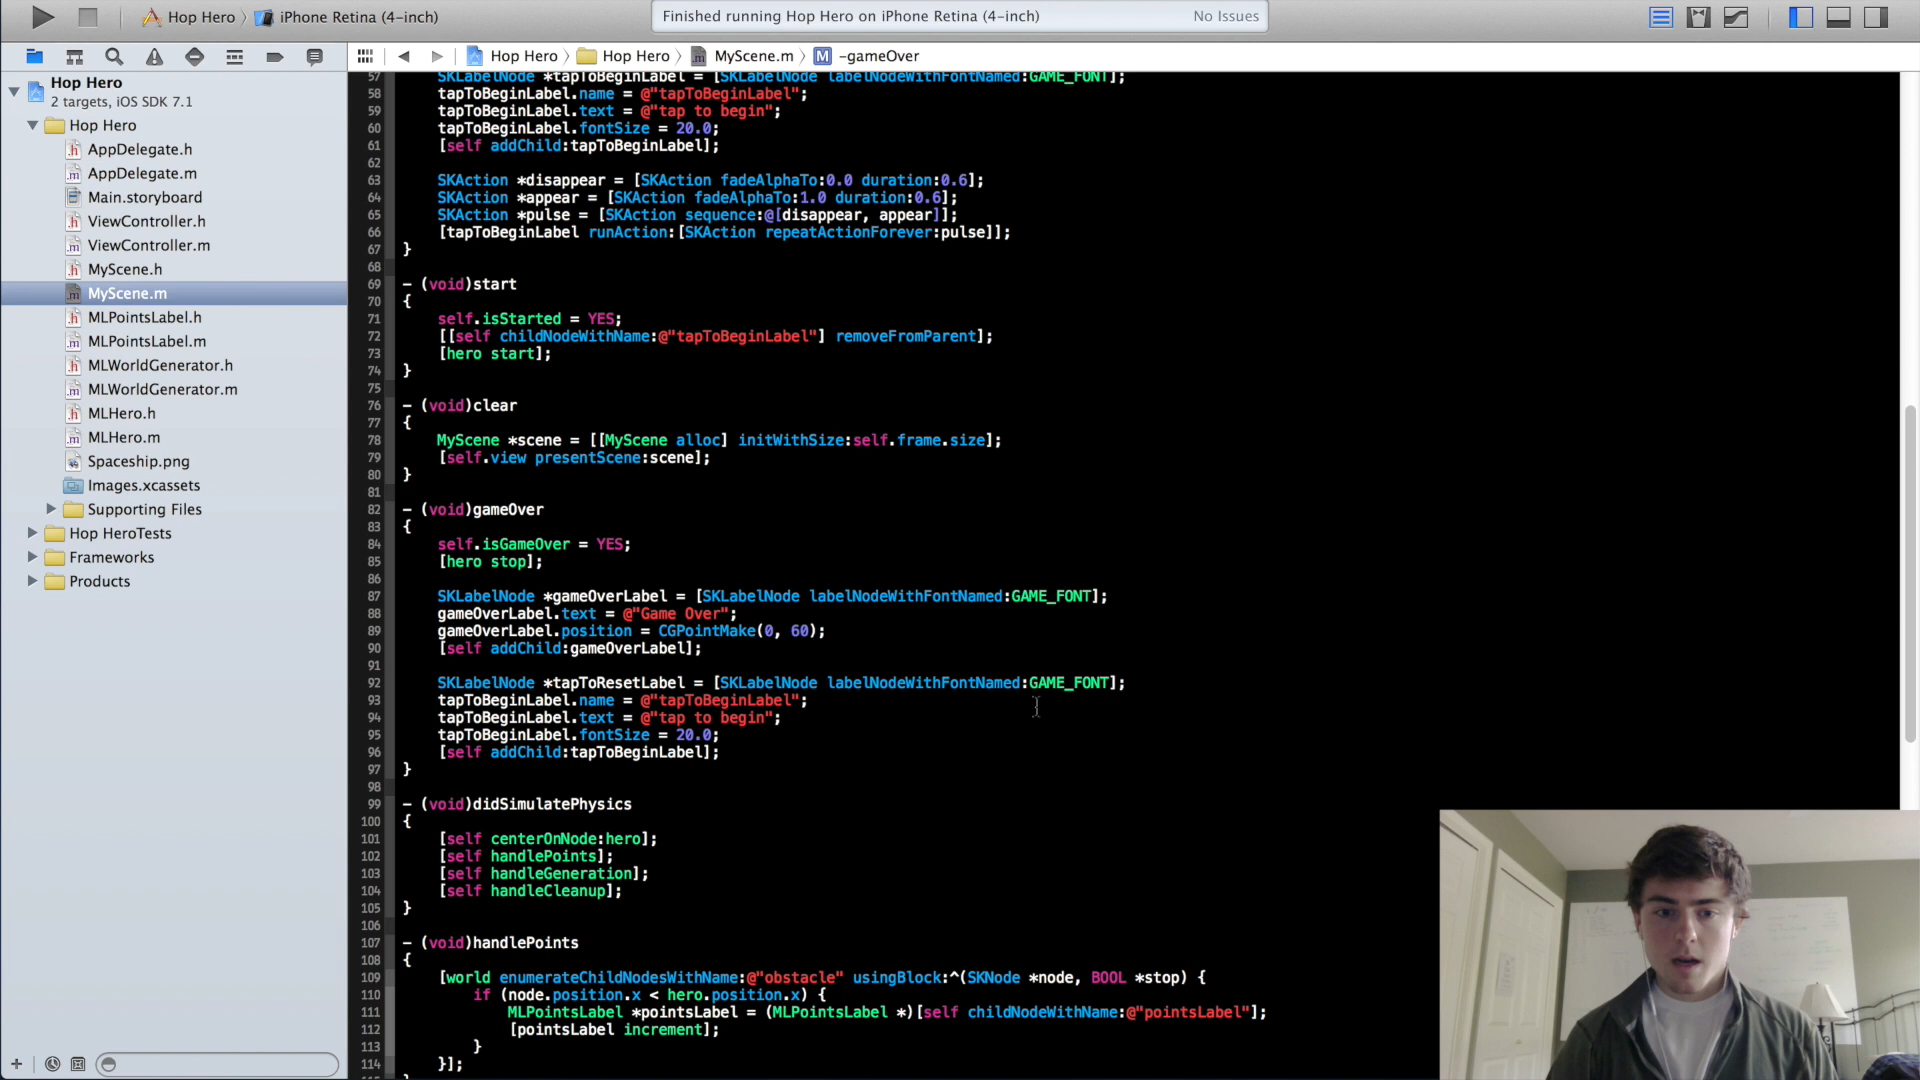 Hop Hero
iPhone Retina (4-inch)
Finished running Hop Hero on iPhone Retina (4-inch)
No Issues
Hop Hero
Hop Hero
MyScene.m
M
-gameOver
Hop Hero
2 targets, iOS SDK 7.1
Hop Hero
AppDelegate.h
AppDelegate.m
Main.storyboard
ViewController.h
ViewController.m
MyScene.h
MyScene.m
MLPointsLabel.h
MLPointsLabel.m
MLWorldGenerator.h
MLWorldGenerator.m
MLHero.h
MLHero.m
Spaceship.png
Images.xcassets
Supporting Files
Hop HeroTests
Frameworks
Products
57 SKLabelNode *tapToBeginLabel = [SKLabelNode labelNodeWithFontNamed:GAME_FONT];
58 tapToBeginLabel.name = @"tapToBeginLabel";
59 tapToBeginLabel.text = @"tap to begin";
60 tapToBeginLabel.fontSize = 20.0;
61 [self addChild:tapToBeginLabel];
62
63 SKAction *disappear = [SKAction fadeAlphaTo:0.0 duration:0.6];
64 SKAction *appear = [SKAction fadeAlphaTo:1.0 duration:0.6];
65 SKAction *pulse = [SKAction sequence:@[disappear, appear]];
66 [tapToBeginLabel runAction:[SKAction repeatActionForever:pulse]];
67 }
68
69 - (void)start
70 {
71 self.isStarted = YES;
72 [[self childNodeWithName:@"tapToBeginLabel"] removeFromParent];
73 [hero start];
74 }
75
76 - (void)clear
77 {
78 MyScene *scene = [[MyScene alloc] initWithSize:self.frame.size];
79 [self.view presentScene:scene];
80 }
81
82 - (void)gameOver
83 {
84 self.isGameOver = YES;
85 [hero stop];
86
87 SKLabelNode *gameOverLabel = [SKLabelNode labelNodeWithFontNamed:GAME_FONT];
88 gameOverLabel.text = @"Game Over";
89 gameOverLabel.position = CGPointMake(0, 60);
90 [self addChild:gameOverLabel];
91
92 SKLabelNode *tapToResetLabel = [SKLabelNode labelNodeWithFontNamed:GAME_FONT];
93 tapToBeginLabel.name = @"tapToBeginLabel";
94 tapToBeginLabel.text = @"tap to begin";
95 tapToBeginLabel.fontSize = 20.0;
96 [self addChild:tapToBeginLabel];
97 }
98
99 - (void)didSimulatePhysics
100 {
101 [self centerOnNode:hero];
102 [self handlePoints];
103 [self handleGeneration];
104 [self handleCleanup];
105 }
106
107 - (void)handlePoints
108 {
109 [world enumerateChildNodesWithName:@"obstacle" usingBlock:^(SKNode *node, BOOL *stop) {
110 if (node.position.x < hero.position.x) {
111 MLPointsLabel *pointsLabel = (MLPointsLabel *)[self childNodeWithName:@"pointsLabel"];
112 [pointsLabel increment];
113 }
114 }];